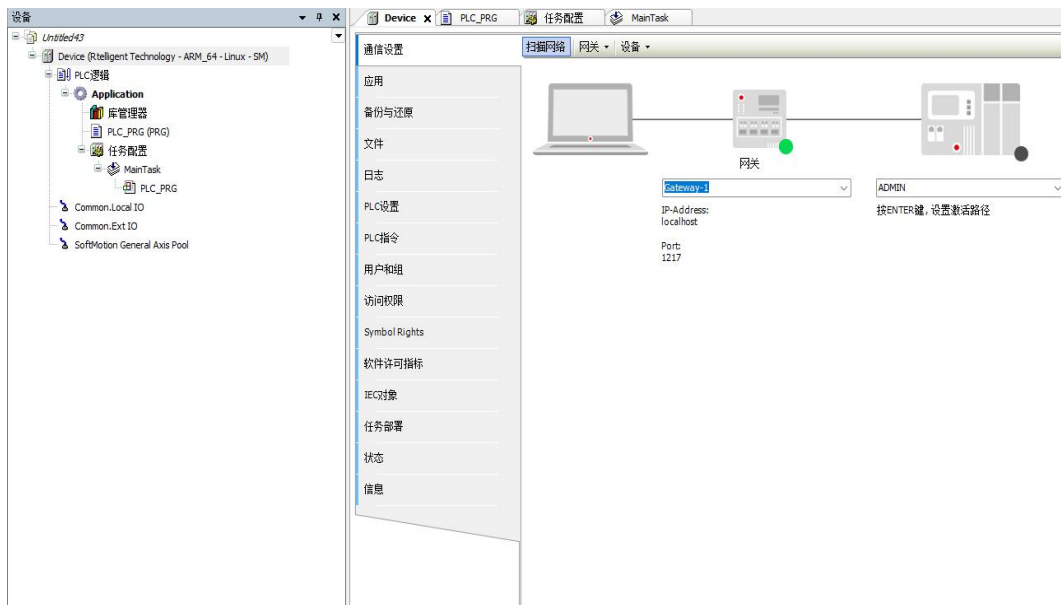 设备
Untitled43
Device (Rtelligent Technology - ARM_64 - Linux - SM)
PLC逻辑
Application
库管理器
PLC_PRG (PRG)
任务配置
MainTask
PLC_PRG
Common.Local IO
Common.Ext IO
SoftMotion General Axis Pool
Device
PLC_PRG
任务配置
MainTask
通信设置
应用
备份与还原
文件
日志
PLC设置
PLC指令
用户和组
访问权限
Symbol Rights
软件许可指标
IEC对象
任务部署
状态
信息
扫描网络 网关 设备
网关
Gateway-1
IP-Address:
localhost
Port:
1217
ADMIN
按ENTER键, 设置激活路径